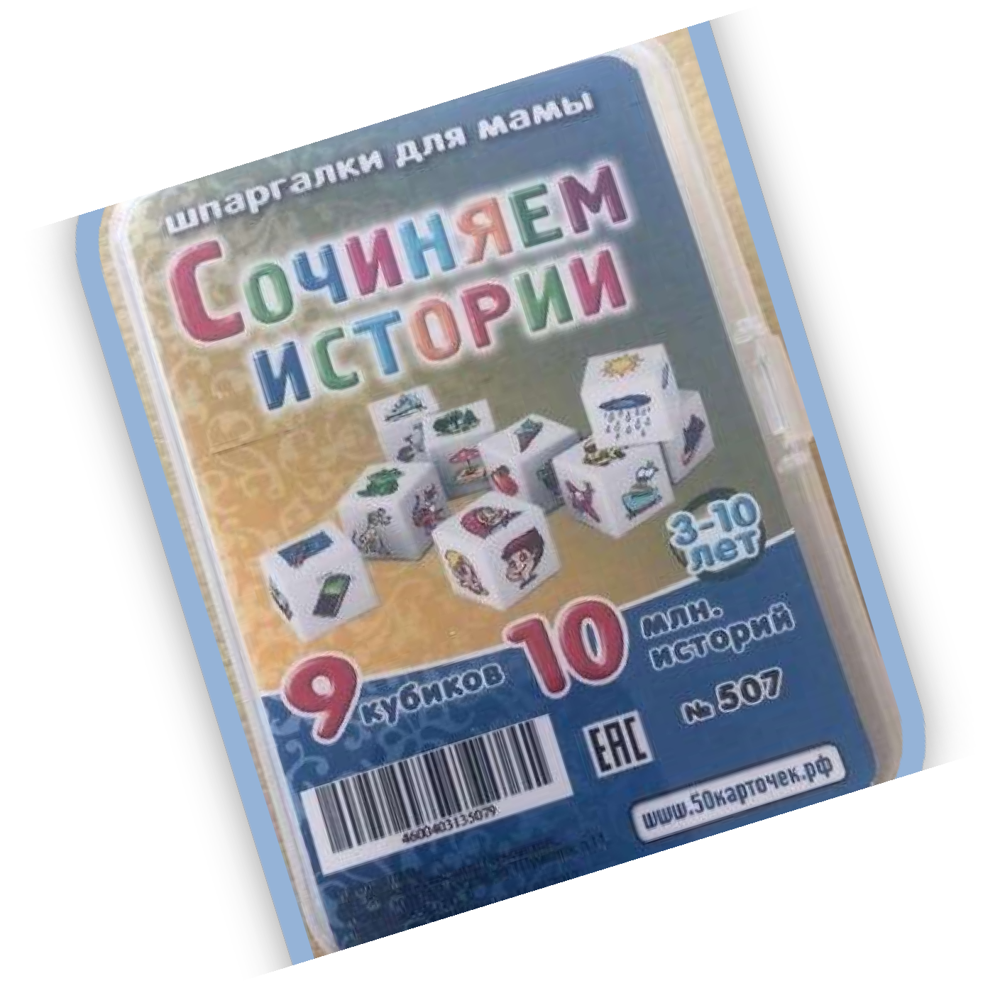 шпаргалки для мамы
Сочиняем
истории
3-10
лет
9 кубиков
10 млн.
историй
№ 507
EAC
4600403135079
www.50карточек.рф